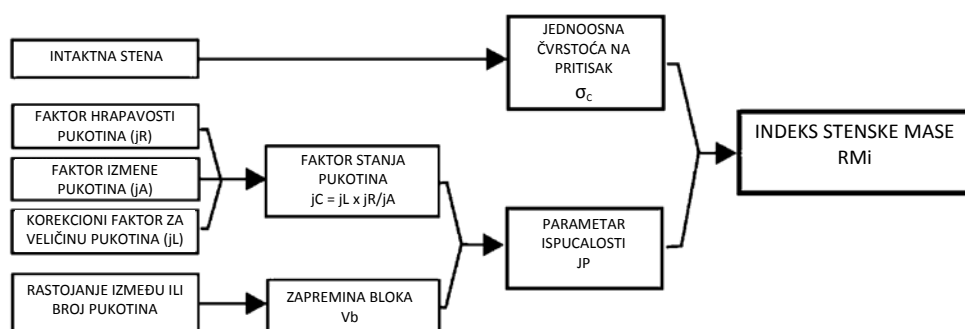 INTAKTNA STENA
JEDNOOSNA
ČVRSTOĆA NA
PRITISAK
σc
FAKTOR HRAPAVOSTI
PUKOTINA (jR)
FAKTOR IZMENE
PUKOTINA (jA)
KOREKCIONI FAKTOR ZA
VELIČINU PUKOTINA (jL)
FAKTOR STANJA
PUKOTINA
jC = jL x jR/jA
INDEKS STENSKE MASE
RMi
RASTOJANJE IZMEĐU ILI
BROJ PUKOTINA
ZAPREMINA BLOKA
Vb
PARAMETAR
ISPUCALOSTI
JP